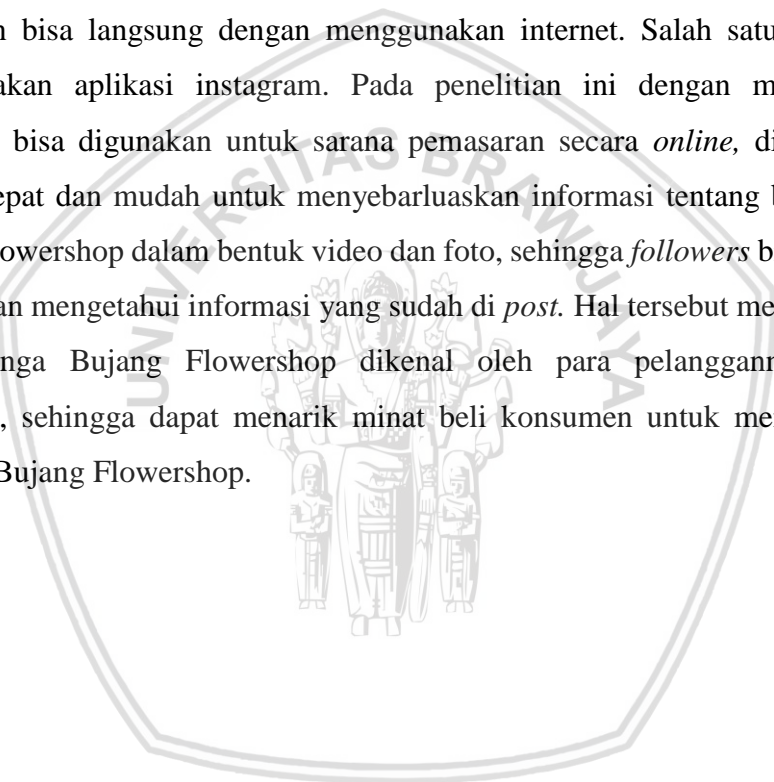 n bisa langsung dengan menggunakan internet. Salah satu
akan aplikasi instagram. Pada penelitian ini dengan m
bisa digunakan untuk sarana pemasaran secara online, di
epat dan mudah untuk menyebarluaskan informasi tentang b
owershop dalam bentuk video dan foto, sehingga followers b
an mengetahui informasi yang sudah di post. Hal tersebut me
nga Bujang Flowershop dikenal oleh para pelanggann
, sehingga dapat menarik minat beli konsumen untuk me
Bujang Flowershop.
UNIVERSITAS BRAWIJAYA